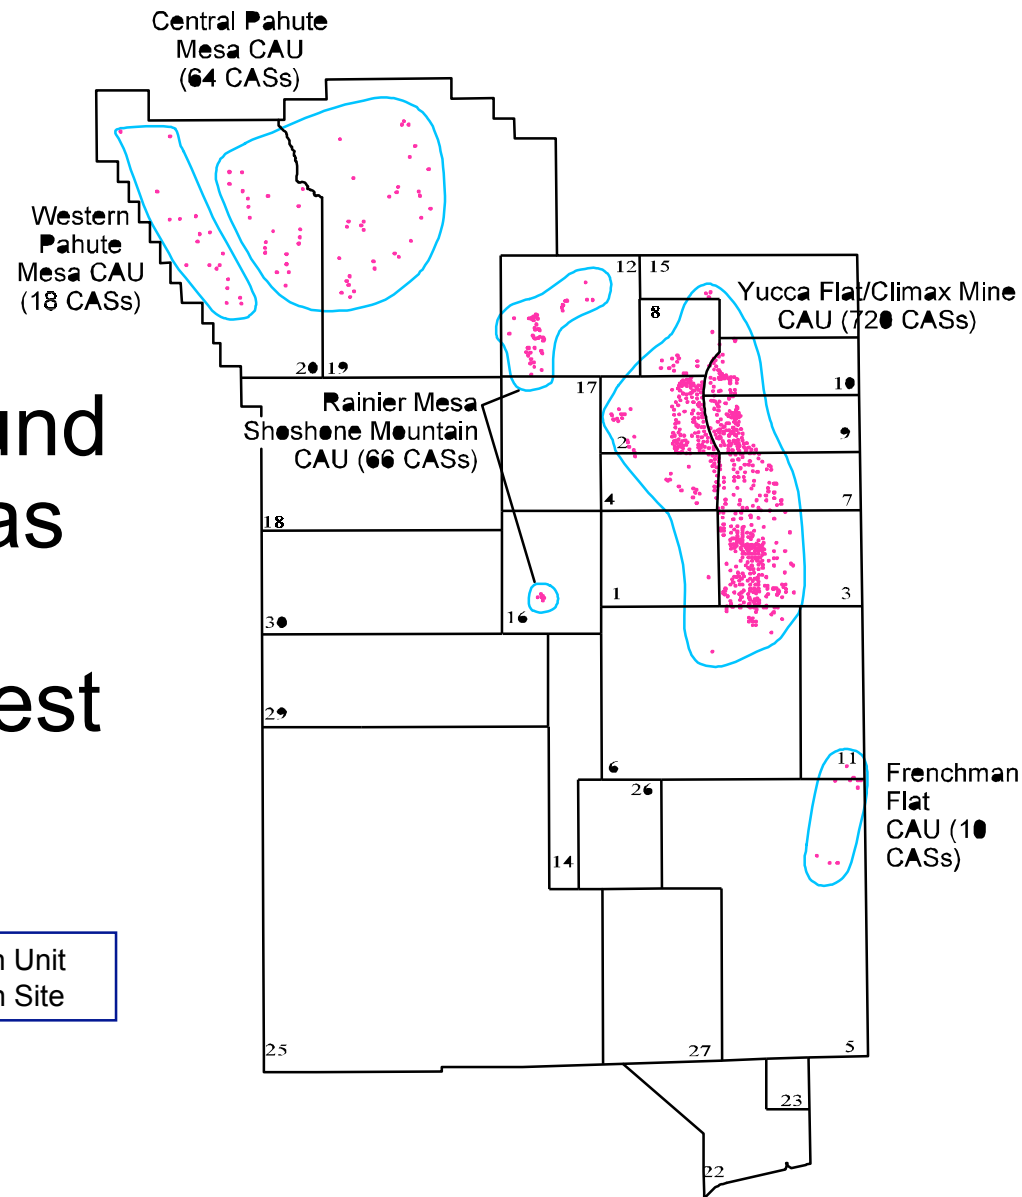 Central Pahute
Mesa CAU
(64 CASs)
Western
Pahute
Mesa CAU
(18 CASs)
12 15
Yucca Flat/Climax Mine
CAU (720 CASs)
8
20 19
17
10
Rainier Mesa
Shoshone Mountain
CAU (66 CASs)
2
9
und
as
est
4
7
18
1
3
16
30
29
6
11
26
Frenchman
Flat
CAU (10
CASs)
14
n Unit
n Site
25
27
5
23
22